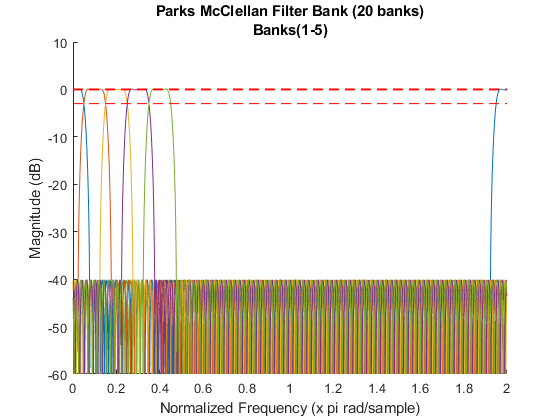 Parks McClellan Filter Bank (20 banks)
Banks(1-5)
10
0
-10
-20
-30
-40
-50
-60
Magnitude (dB)
0 0.2 0.4 0.6 0.8 1 1.2 1.4 1.6 1.8 2
Normalized Frequency (x pi rad/sample)